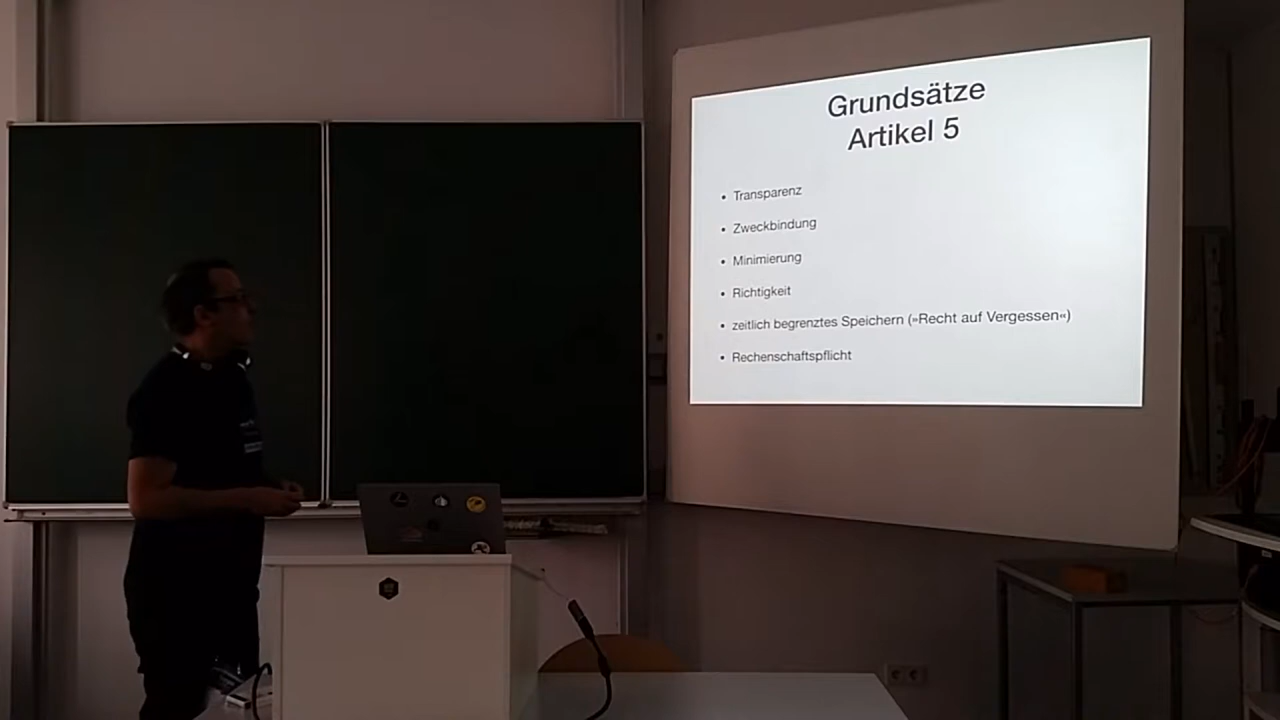 Grundsätze
Artikel 5
• Transparenz
• Zweckbindung
• Minimierung
• Richtigkeit
• zeitlich begrenztes Speichern (»Recht auf Vergessen«)
• Rechenschaftspflicht